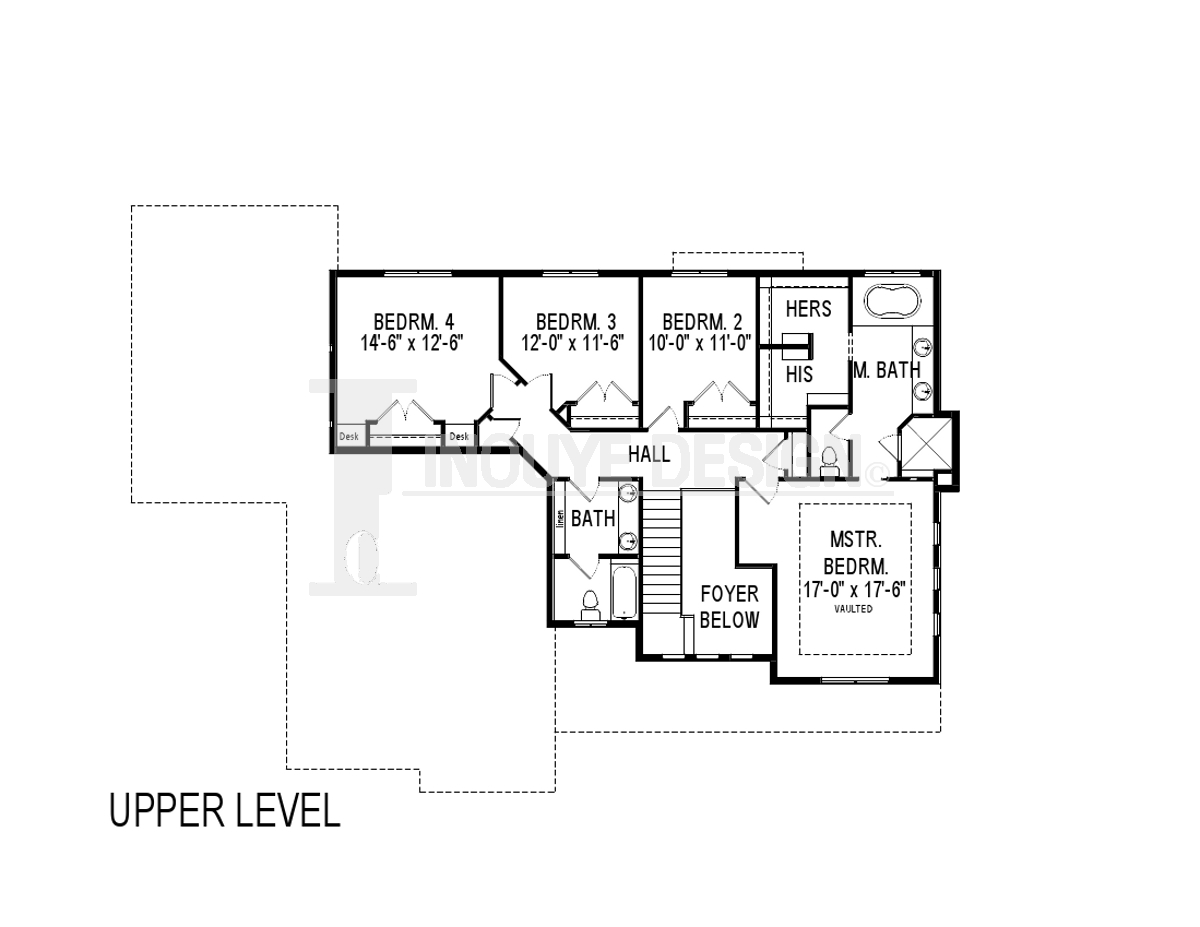 BEDRM. 4
14'-6" x 12'-6"
BEDRM. 3
12'-0" x 11'-6"
BEDRM. 2
10'-0" x 11'-0"
HERS
HIS
M. BATH
Desk
Desk
HALL
INOUYE DESIGN ©
linen
BATH
MSTR.
BEDRM.
17'-0" x 17'-6"
VAULTED
FOYER
BELOW
UPPER LEVEL